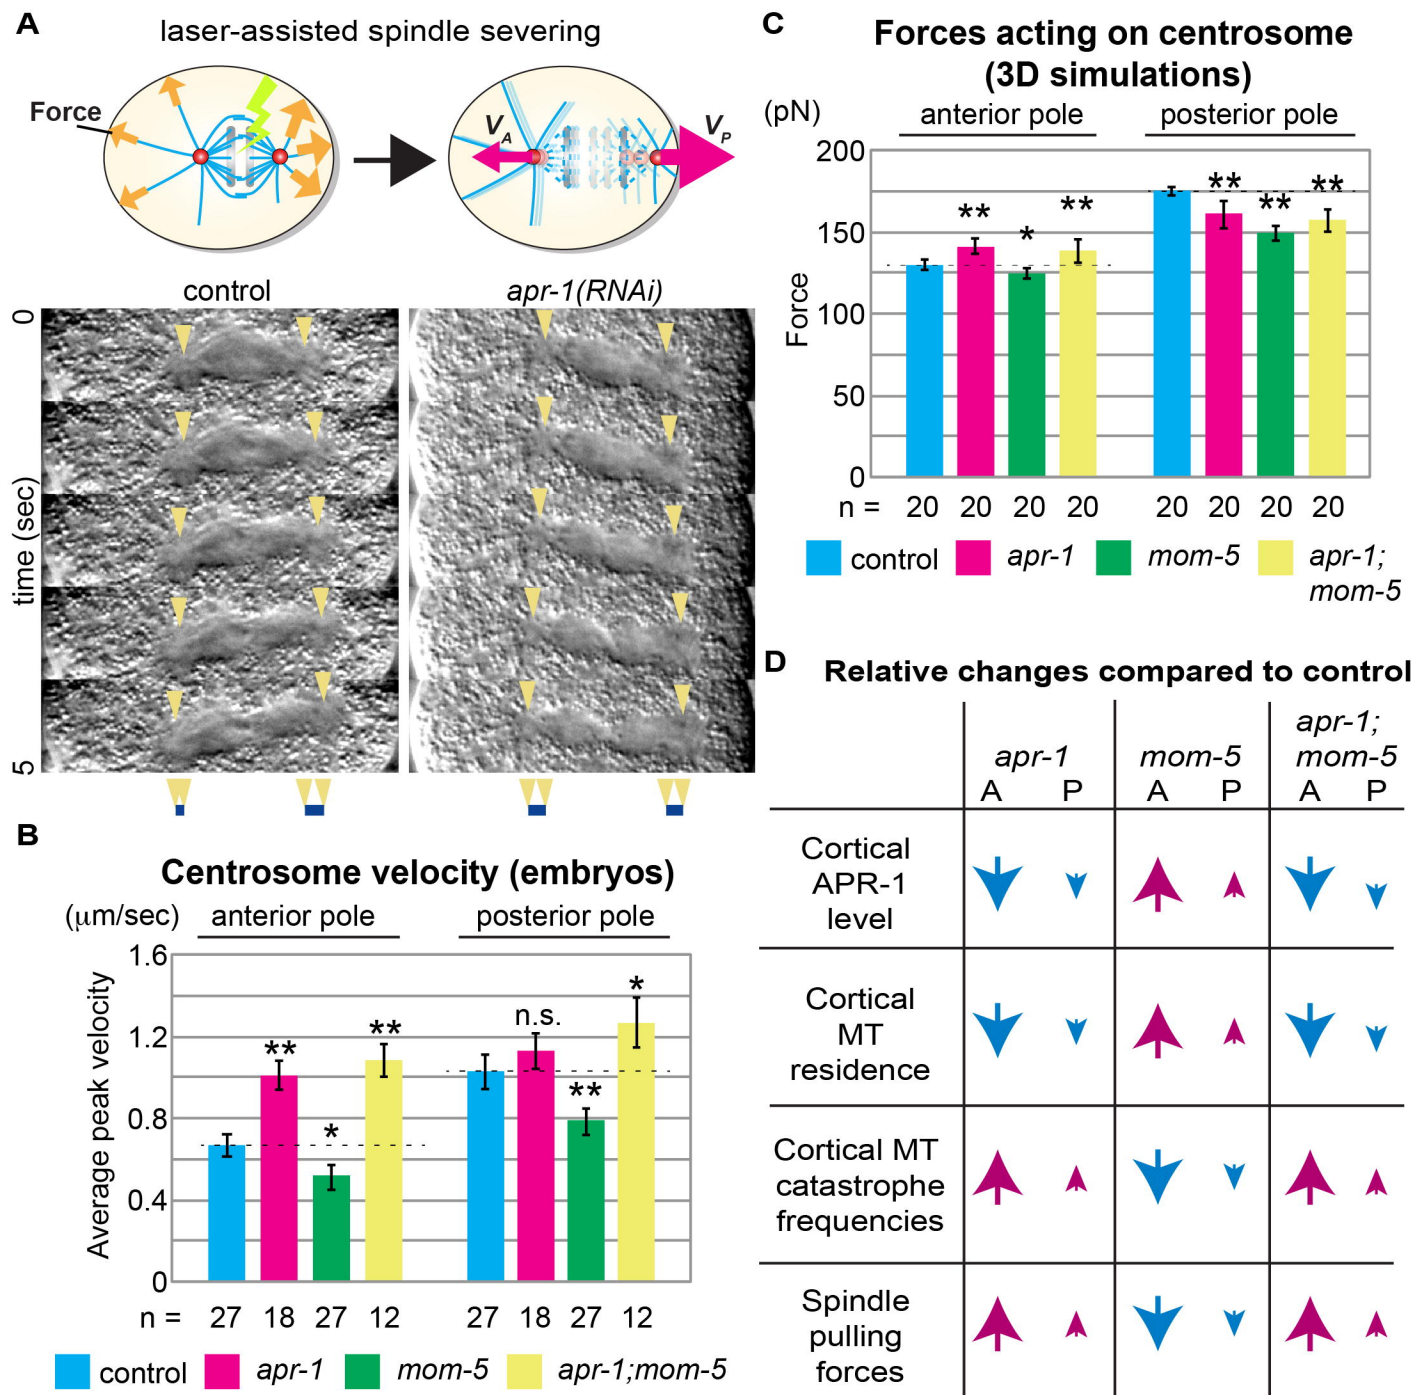 A
laser-assisted spindle severing
Force
V A
V P
control
apr-1(RNAi)
0
time (sec)
5
B
Centrosome velocity (embryos)
(µm/sec)
anterior pole
posterior pole
Average peak velocity
1.6
1.2
0.8
0.4
0
**
*
**
n.s.
**
*
n = 27 18 27 12 27 18 27 12
control apr-1 mom-5 apr-1;mom-5
C
Forces acting on centrosome
(3D simulations)
(pN)
anterior pole
posterior pole
Force
200
150
100
50
0
**
*
**
**
**
**
n = 20 20 20 20 20 20 20 20
control apr-1 mom-5 apr-1;
mom-5
D
Relative changes compared to control
apr-1 mom-5 apr-1;
mom-5
A P A P A P
Cortical
APR-1
level
Cortical
MT
residence
Cortical MT
catastrophe
frequencies
Spindle
pulling
forces